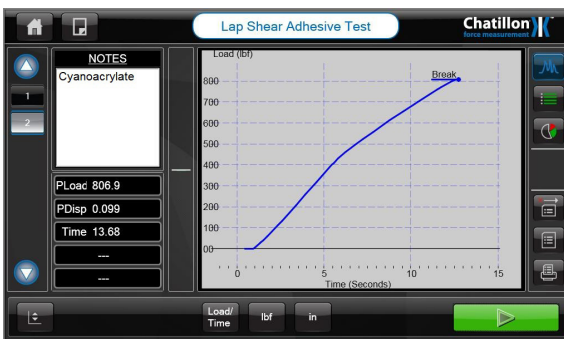 Lap Shear Adhesive Test
Chatillon
force measurement
NOTES
Cyanoacrylate
1
2
PLoad 806.9
PDisp 0.099
Time 13.68
---
---
Load (lbf)
Break
800
700
600
500
400
300
200
100
00
0 5 10 15
Time (Seconds)
Load/
Time
lbf
in